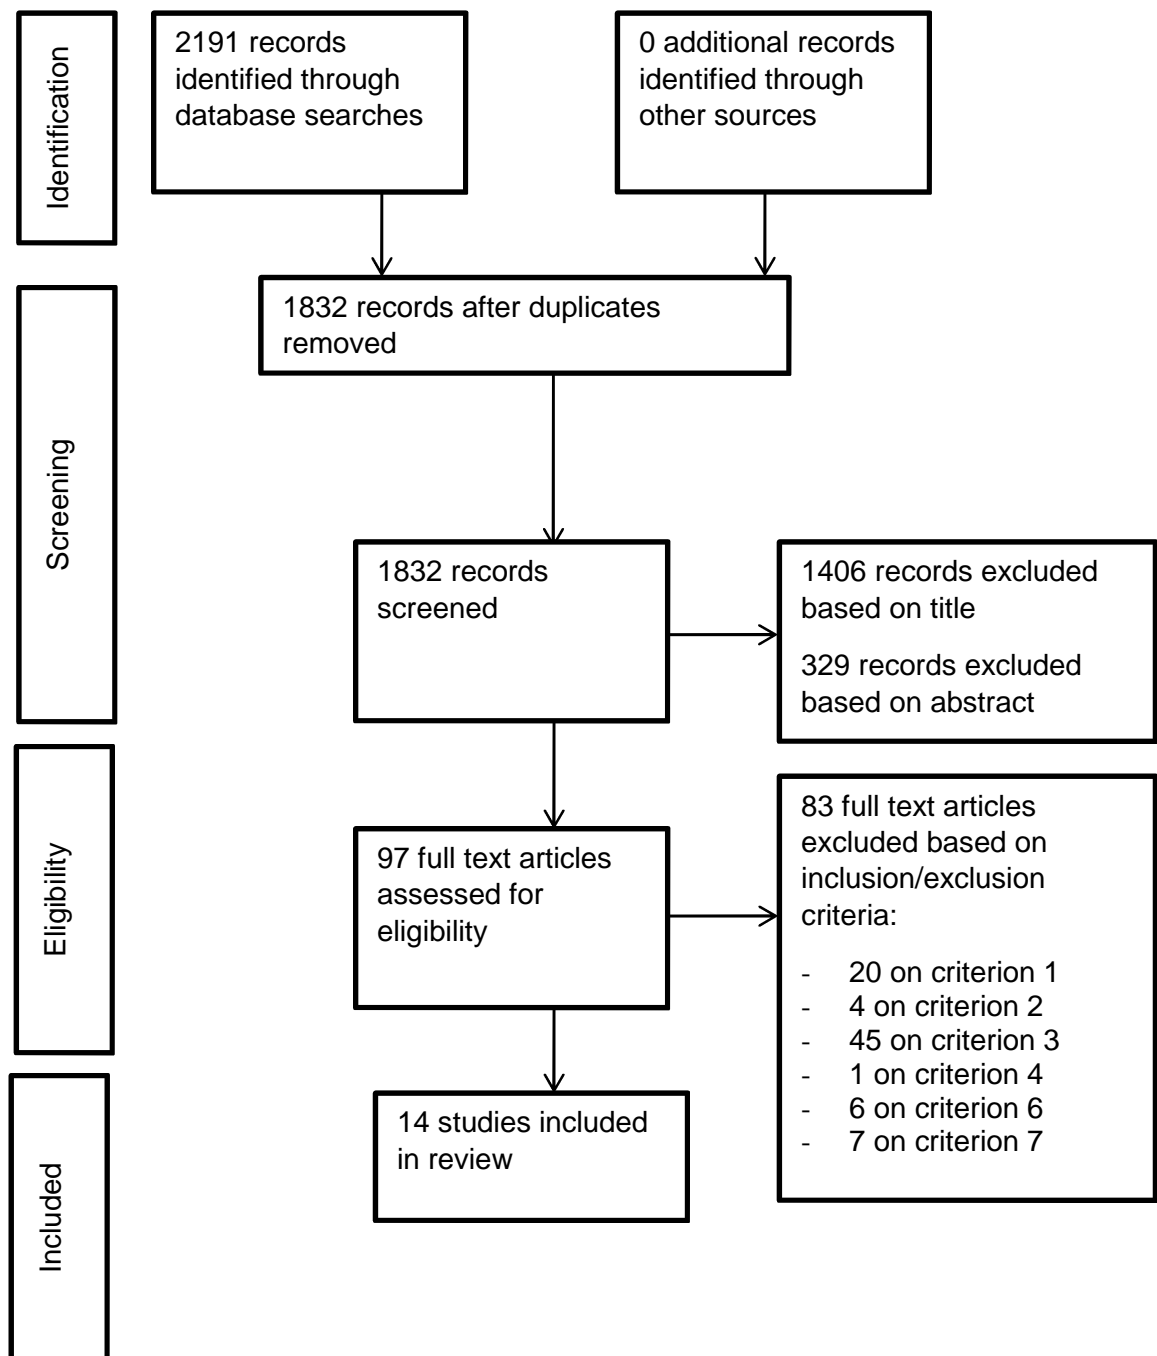 Identification
2191 records
identified through
database searches
0 additional records
identified through
other sources
1832 records after duplicates
removed
Screening
1832 records
screened
1406 records excluded
based on title
329 records excluded
based on abstract
Eligibility
97 full text articles
assessed for
eligibility
83 full text articles
excluded based on
inclusion/exclusion
criteria:
- 20 on criterion 1
- 4 on criterion 2
- 45 on criterion 3
- 1 on criterion 4
- 6 on criterion 6
- 7 on criterion 7
Included
14 studies included
in review